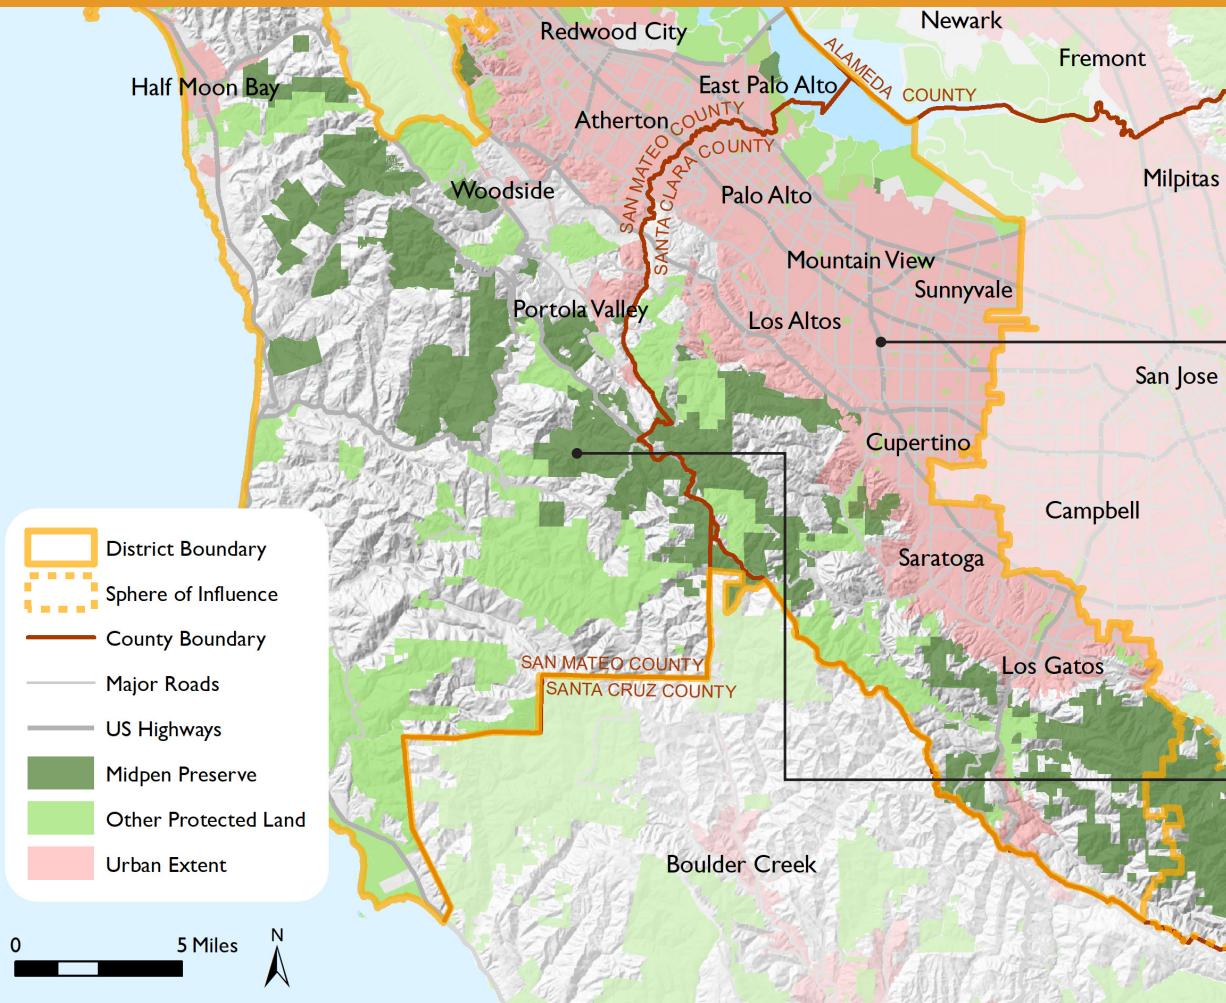 Newark
Redwood City
Fremont
ALAMEDA COUNTY
Half Moon Bay
East Palo Alto
Atherton
SAN MATEO COUNTY
SANTA CLARA COUNTY
Milpitas
Woodside
Palo Alto
Mountain View
Sunnyvale
Portola Valley
Los Altos
San Jose
Cupertino
Campbell
Saratoga
SAN MATEO COUNTY
SANTA CRUZ COUNTY
Los Gatos
Boulder Creek
District Boundary
Sphere of Influence
County Boundary
Major Roads
US Highways
Midpen Preserve
Other Protected Land
Urban Extent
0 5 Miles
N